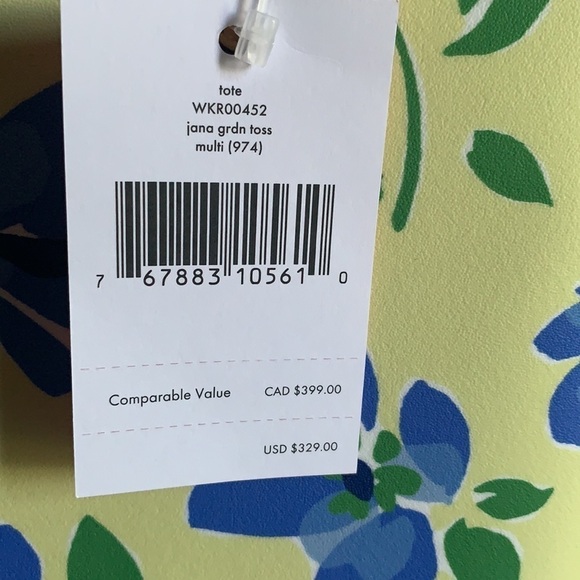 tote
WKR00452
jana grdn toss
multi (974)
7 67883 10561 0
Comparable Value CAD $399.00
USD $329.00